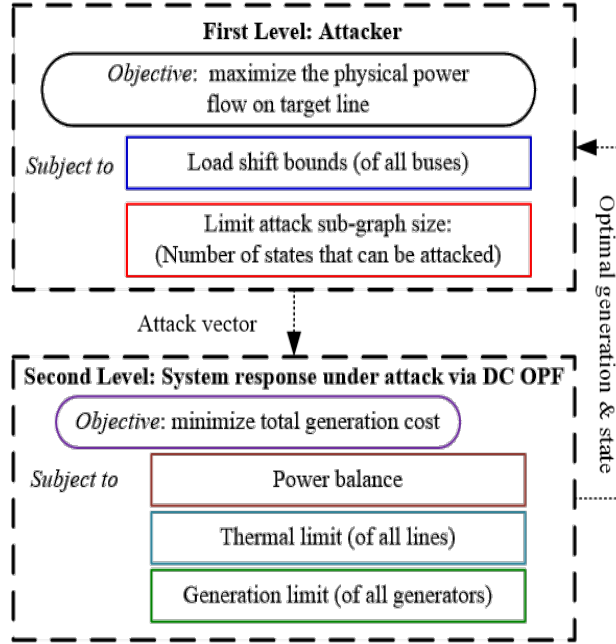 First Level: Attacker
Objective: maximize the physical power
flow on target line
Subject to
Load shift bounds (of all buses)
Limit attack sub-graph size:
(Number of states that can be attacked)
Attack vector
Optimal generation & state
Second Level: System response under attack via DC OPF
Objective: minimize total generation cost
Subject to
Power balance
Thermal limit (of all lines)
Generation limit (of all generators)